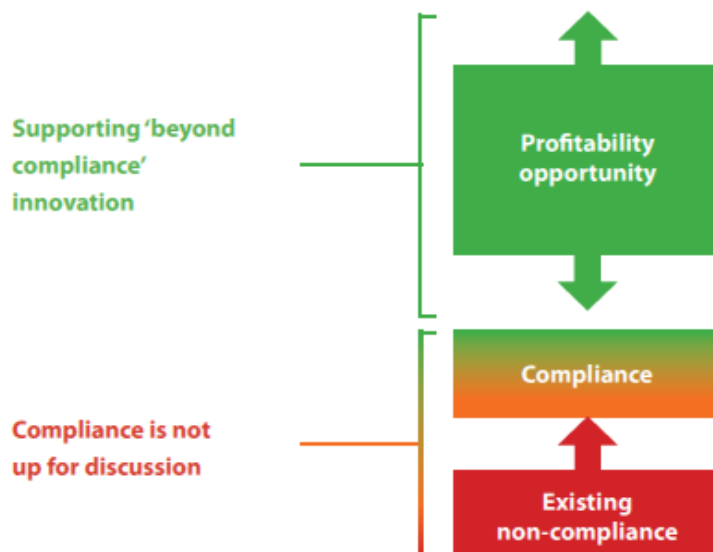 Supporting ‘beyond
compliance’
innovation
Profitability
opportunity
Compliance
Compliance is not
up for discussion
Existing
non-compliance